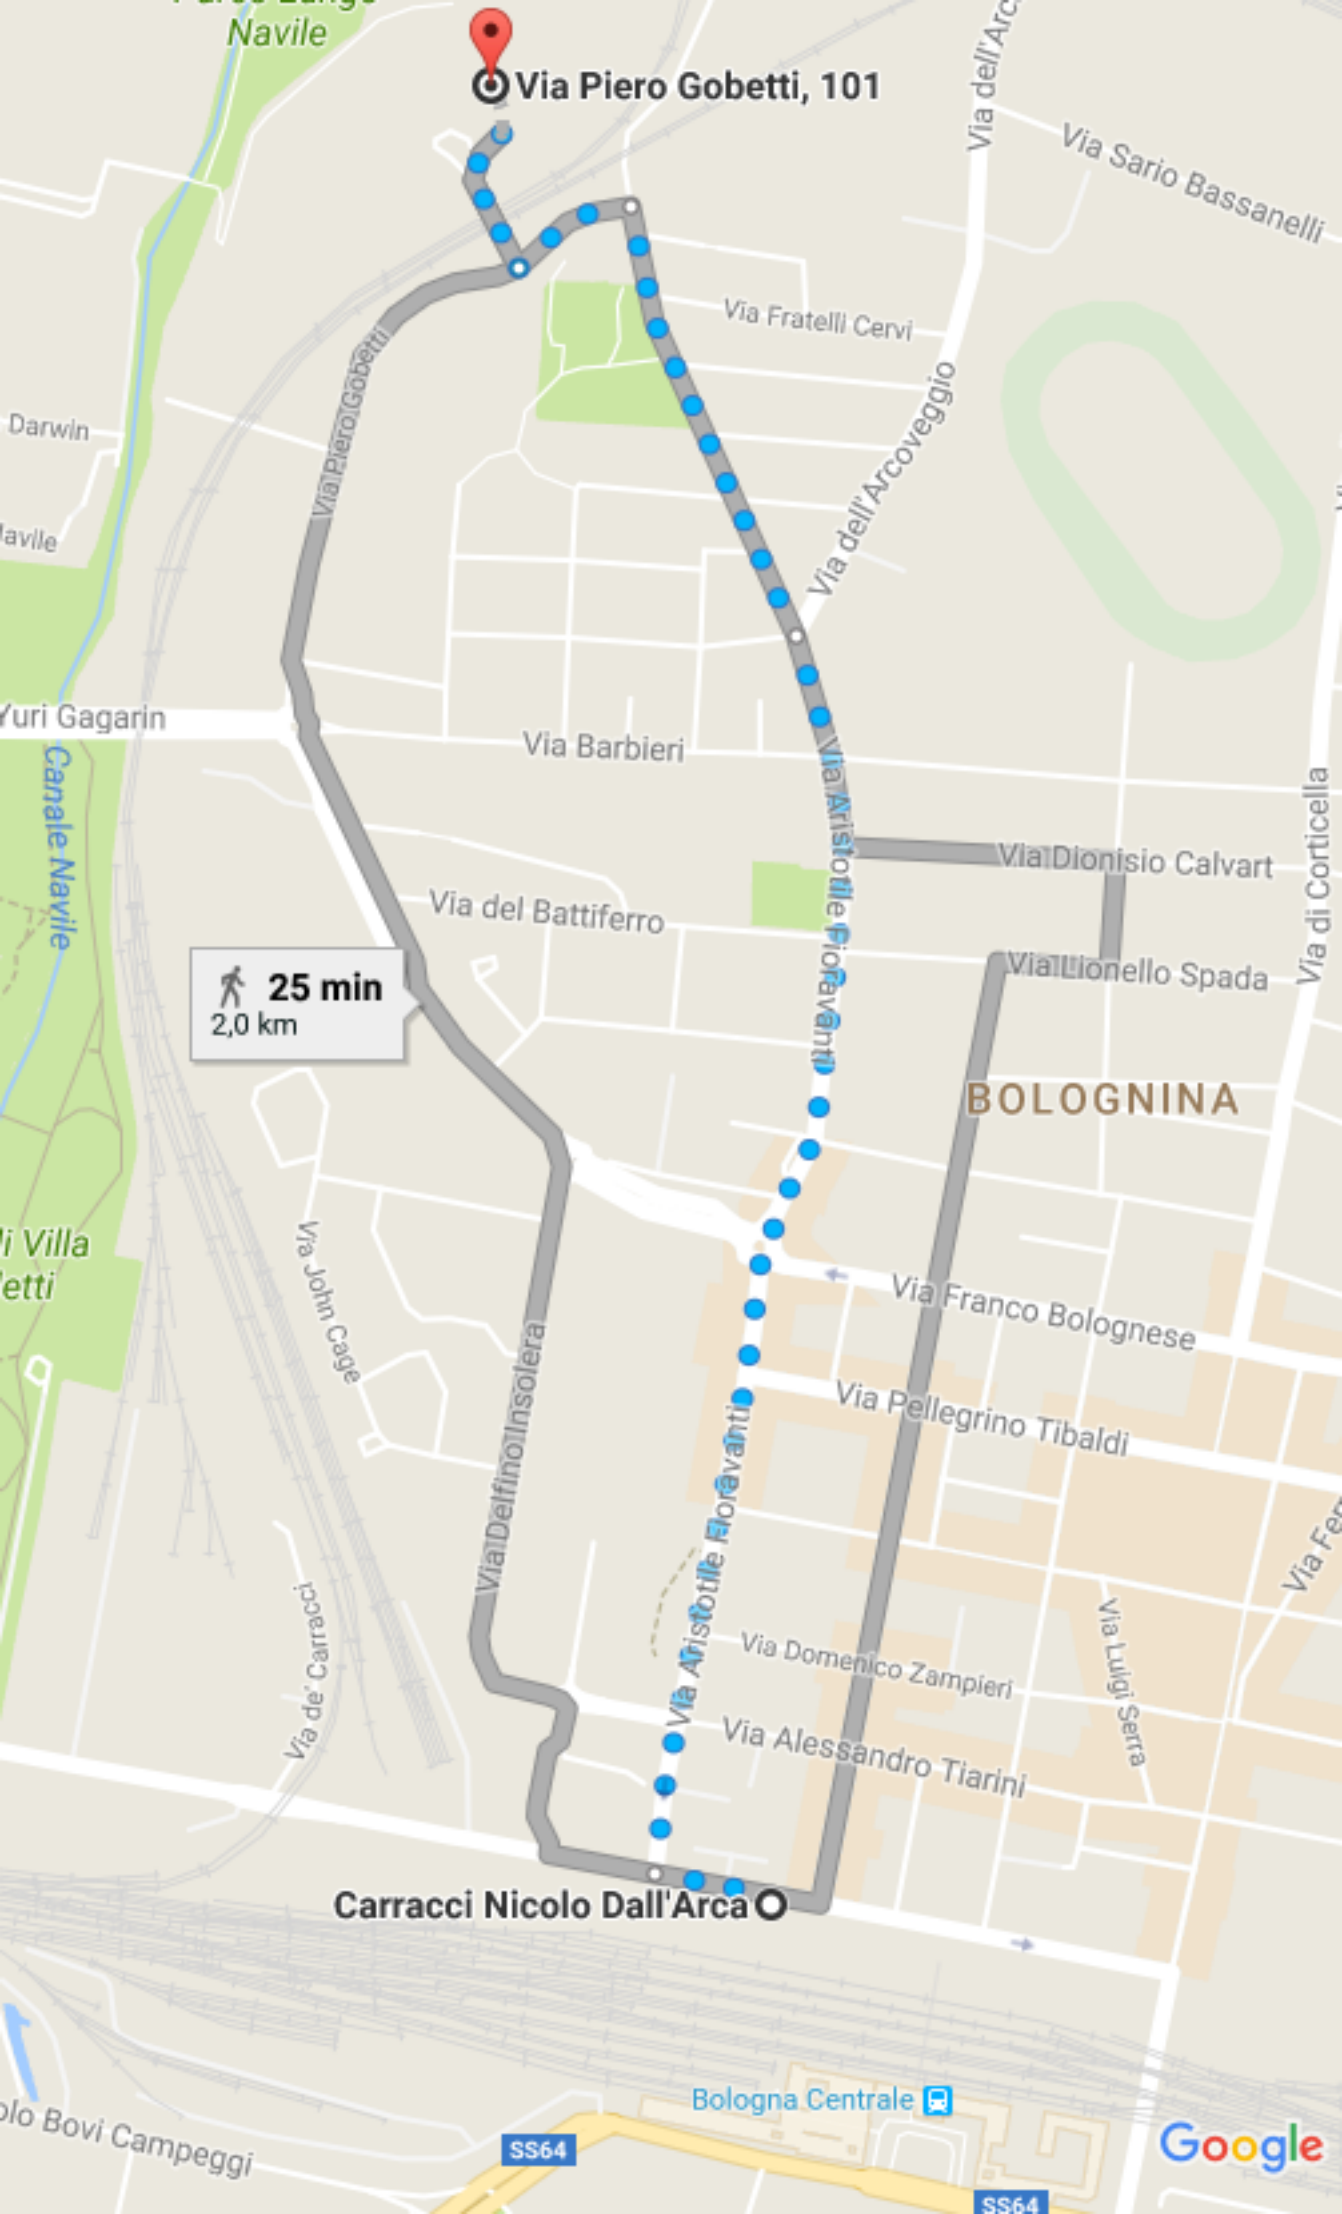 Navile
Via Piero Gobetti, 101
Via dell'Arc
Via Sario Bassanelli
Via Fratelli Cervi
Via Piero Gobetti
Darwin
Via dell'Arcoveggio
Yuri Gagarin
Via Barbieri
Canale Navile
Via Aristotile Fioravanti
Via Dionisio Calvart
Via di Corticella
Via del Battiferro
Via Lionello Spada
25 min
2,0 km
BOLOGNINA
di Villa
etti
Via John Cage
Via Franco Bolognese
Via Delfino Insolera
Via Pellegrino Tibaldi
Via Aristotile Fioravanti
Via Fer
Via de' Carracci
Via Domenico Zampieri
Via Luigi Serra
Via Alessandro Tiarini
Carracci Nicolo Dall'Arca
Bologna Centrale
olo Bovi Campeggi
SS64
Google
SS64